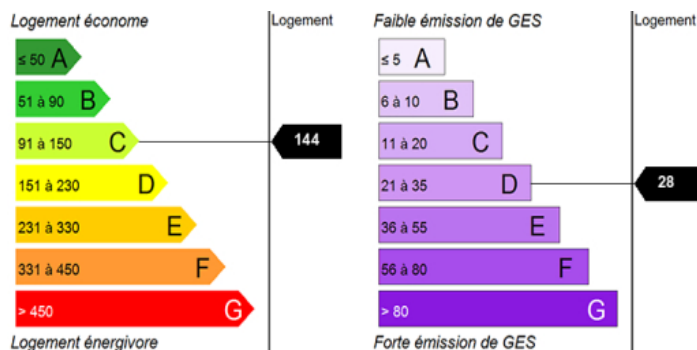 Logement économe
Logement
≤ 50 A
51 à 90 B
91 à 150 C
144
151 à 230 D
231 à 330 E
331 à 450 F
> 450 G
Logement énergivore
Faible émission de GES
Logement
≤ 5 A
6 à 10 B
11 à 20 C
21 à 35 D
28
36 à 55 E
56 à 80 F
> 80 G
Forte émission de GES